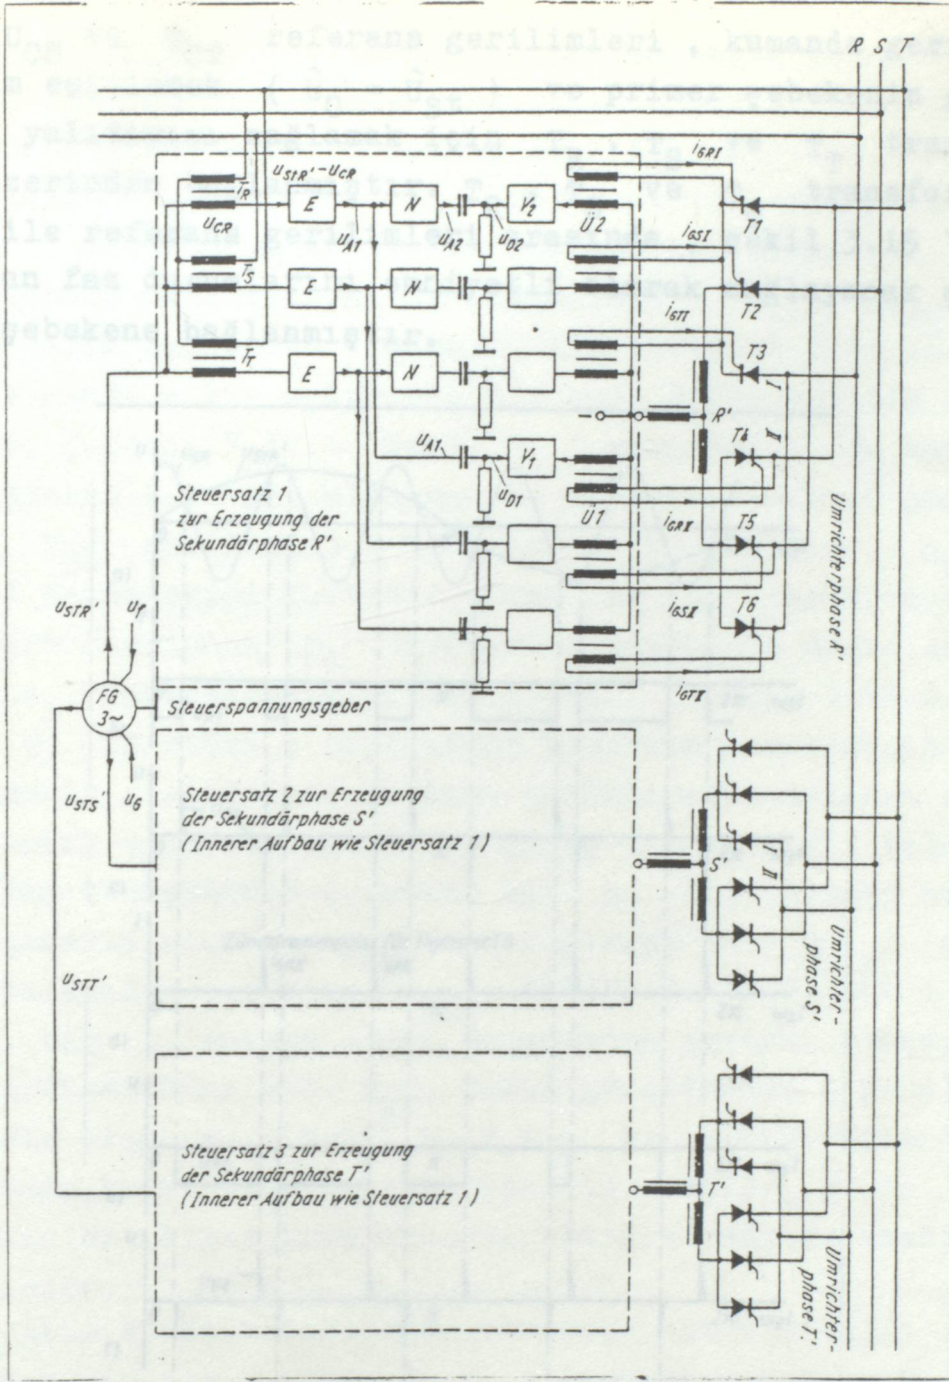 R S T
u_STR' - u_CR
i_GRI
T_R
E
N
V_2
T1
u_CR
u_A1
u_A2
u_D2
Ü2
i_GSI
T_S
E
N
T2
i_GTI
T3
T_T
E
N
I
R'
II
u_A1
V_1
T4
Steuersatz 1
zur Erzeugung der
Sekundärphase R'
u_D1
Ü1
i_GRII
T5
Umrichterphase R'
u_STR'
u_f
i_GSII
T6
i_GTII
FG
3~
Steuerspannungsgeber
u_STS'
u_G
Steuersatz 2 zur Erzeugung
der Sekundärphase S'
(Innerer Aufbau wie Steuersatz 1)
I
S'
II
Umrichter-
phase S'
u_STT'
Steuersatz 3 zur Erzeugung
der Sekundärphase T'
(Innerer Aufbau wie Steuersatz 1)
T'
Umrichter-
phase T'